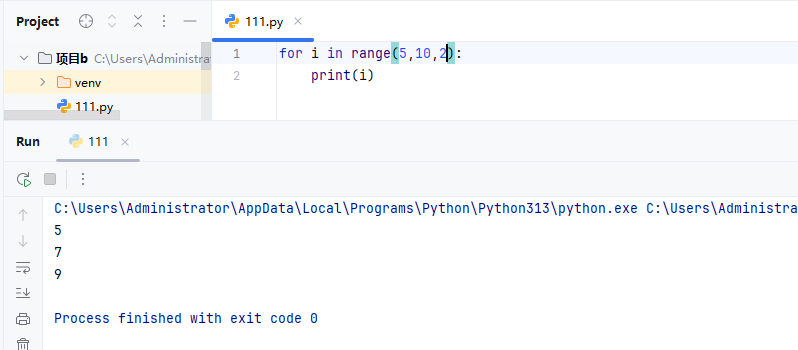 Project
111.py
项目b C:\Users\Administrat
venv
111.py
1 for i in range(5,10,2):
2 print(i)
Run 111
C:\Users\Administrator\AppData\Local\Programs\Python\Python313\python.exe C:\Users\Administra
5
7
9
Process finished with exit code 0